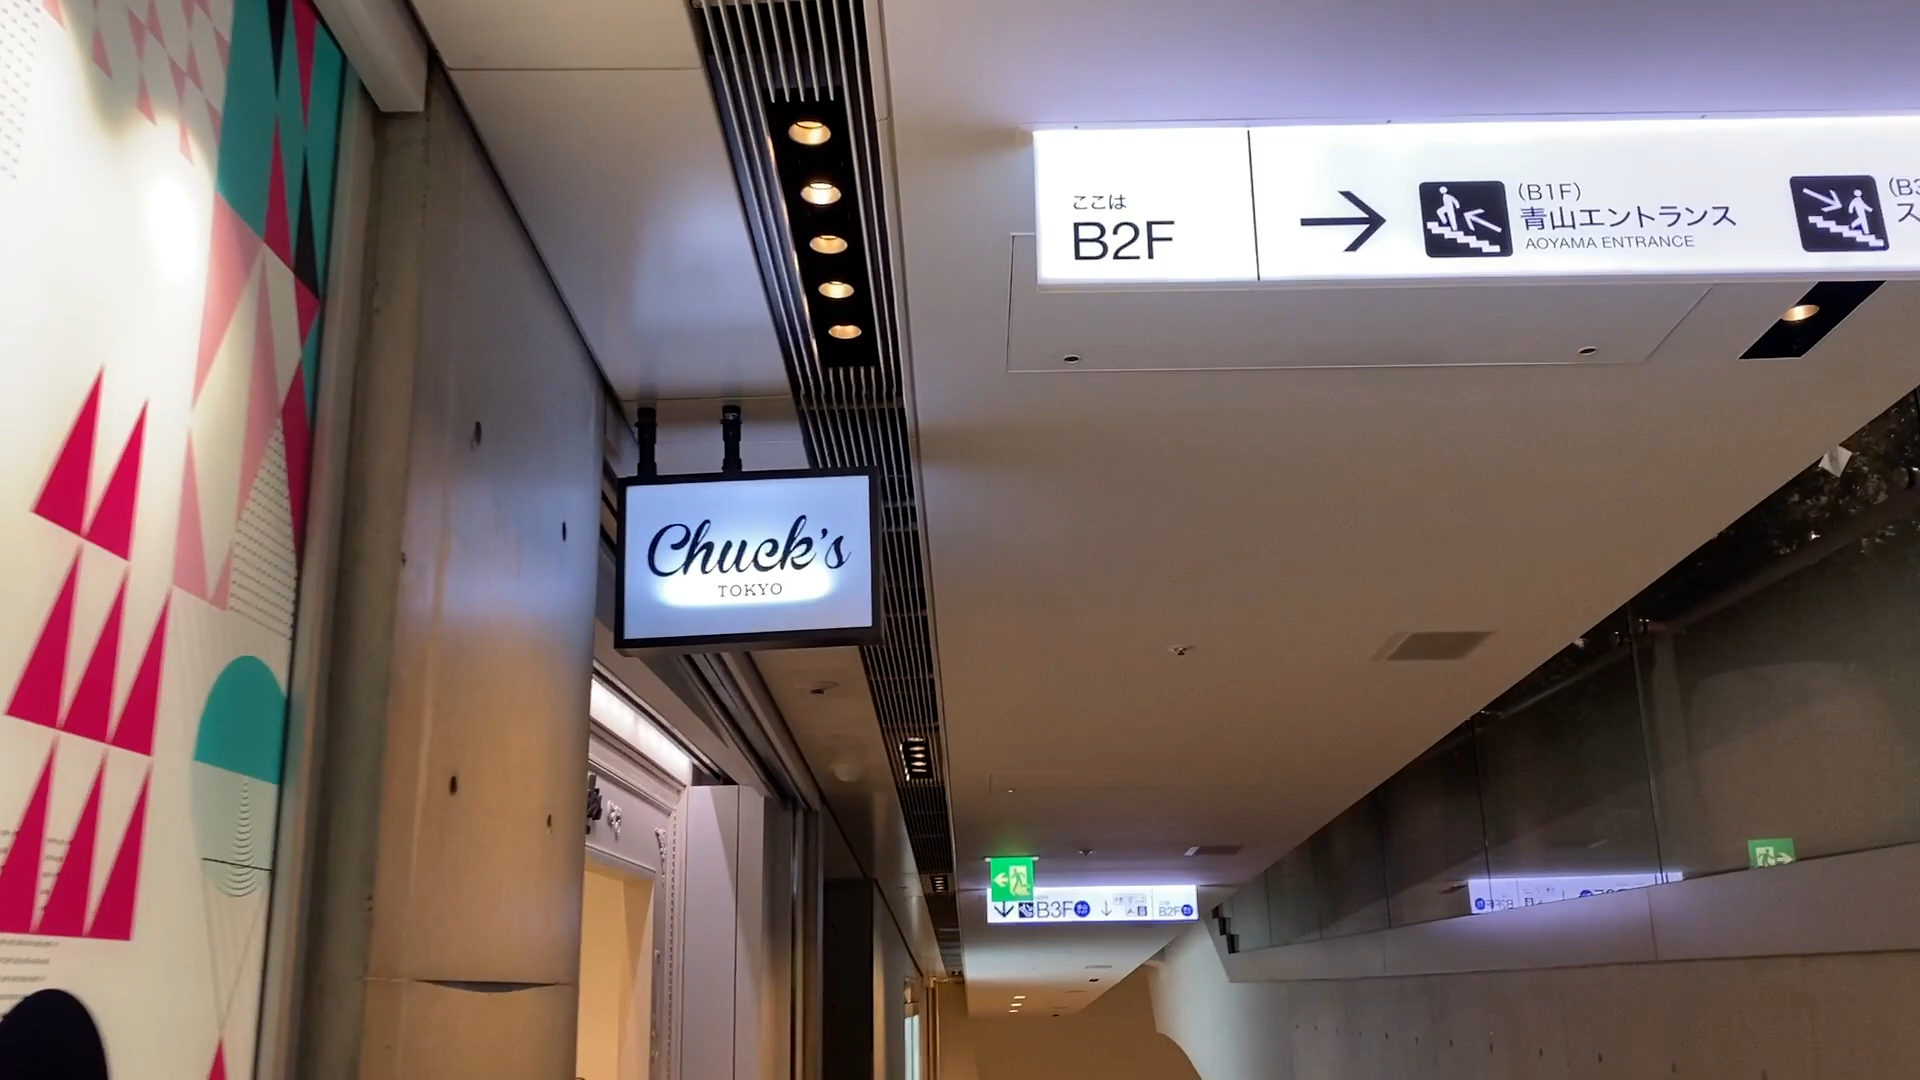 ここは
B2F
(B1F)
青山エントランス
AOYAMA ENTRANCE
(B3
ス
Chuck's
TOKYO
B3F
B2F